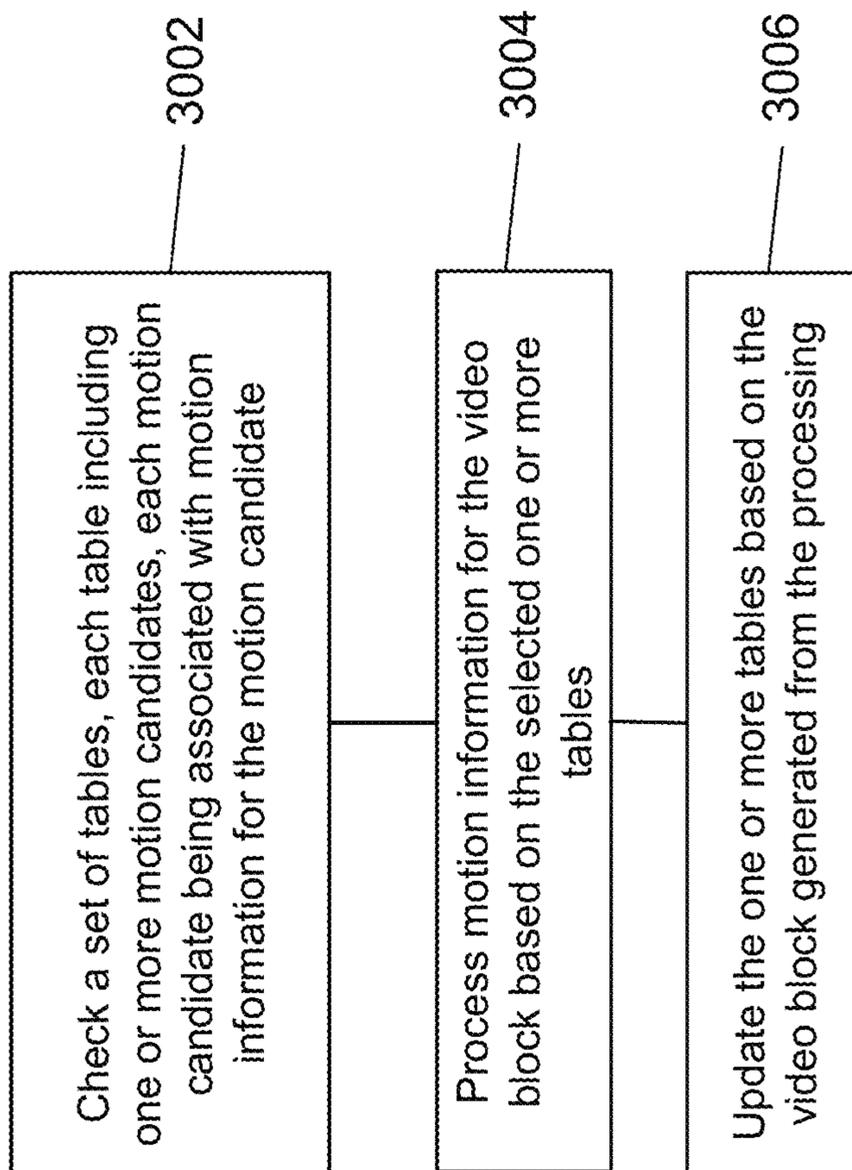 Check a set of tables, each table including
one or more motion candidates, each motion
candidate being associated with motion
information for the motion candidate
3002
Process motion information for the video
block based on the selected one or more
tables
3004
Update the one or more tables based on the
video block generated from the processing
3006